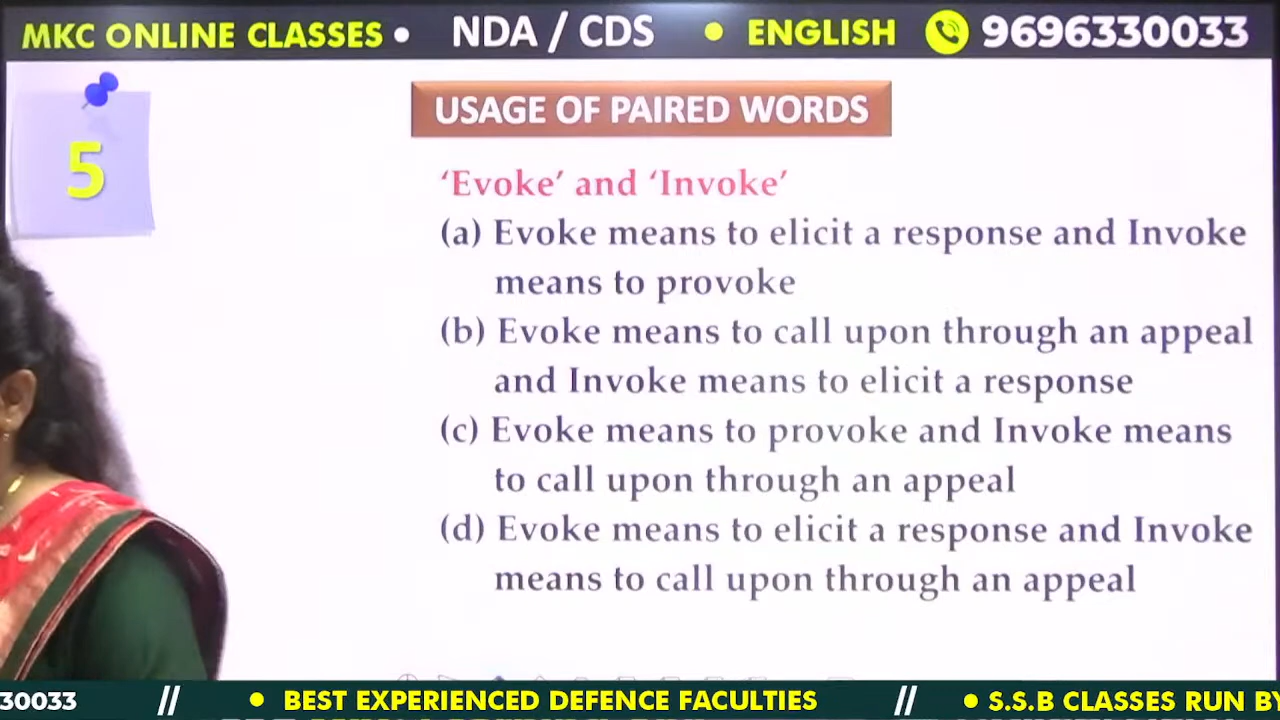 MKC ONLINE CLASSES • NDA / CDS • ENGLISH 9696330033
5
USAGE OF PAIRED WORDS
‘Evoke’ and ‘Invoke’
(a) Evoke means to elicit a response and Invoke
means to provoke
(b) Evoke means to call upon through an appeal
and Invoke means to elicit a response
(c) Evoke means to provoke and Invoke means
to call upon through an appeal
(d) Evoke means to elicit a response and Invoke
means to call upon through an appeal
30033 // • BEST EXPERIENCED DEFENCE FACULTIES // • S.S.B CLASSES RUN BY